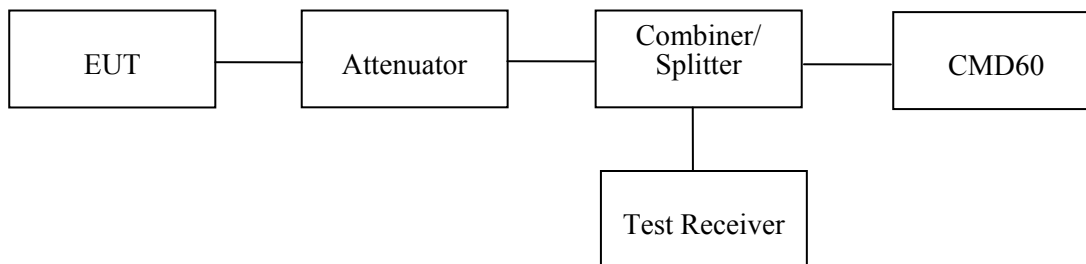 EUT
Attenuator
Combiner/
Splitter
CMD60
Test Receiver